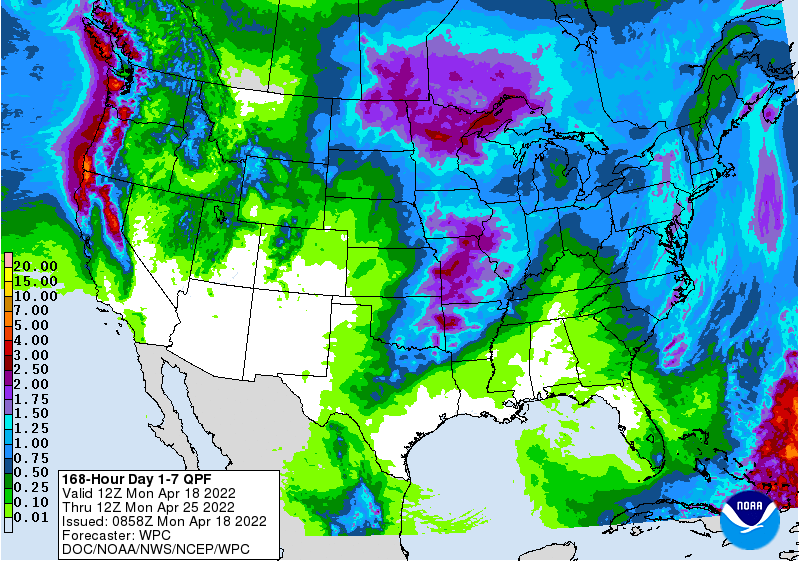 20.00
15.00
10.00
7.00
5.00
4.00
3.00
2.50
2.00
1.75
1.50
1.25
1.00
0.75
0.50
0.25
0.10
0.01
168-Hour Day 1-7 QPF
Valid 12Z Mon Apr 18 2022
Thru 12Z Mon Apr 25 2022
Issued: 0858Z Mon Apr 18 2022
Forecaster: WPC
DOC/NOAA/NWS/NCEP/WPC
NOAA